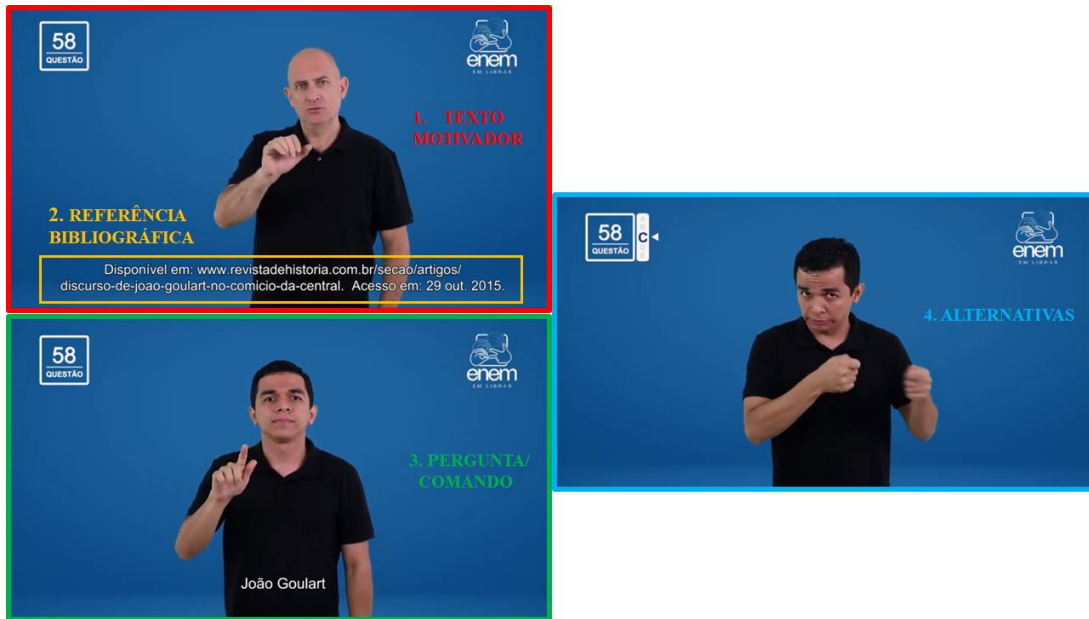 58
QUESTÃO
enem
EM LIBRAS
1. TEXTO
MOTIVADOR
2. REFERÊNCIA
BIBLIOGRÁFICA
Disponível em: www.revistadehistoria.com.br/secao/artigos/
discurso-de-joao-goulart-no-comicio-da-central. Acesso em: 29 out. 2015.
58
QUESTÃO
enem
EM LIBRAS
3. PERGUNTA/
COMANDO
João Goulart
58
QUESTÃO
A
B
C
D
E
enem
EM LIBRAS
4. ALTERNATIVAS